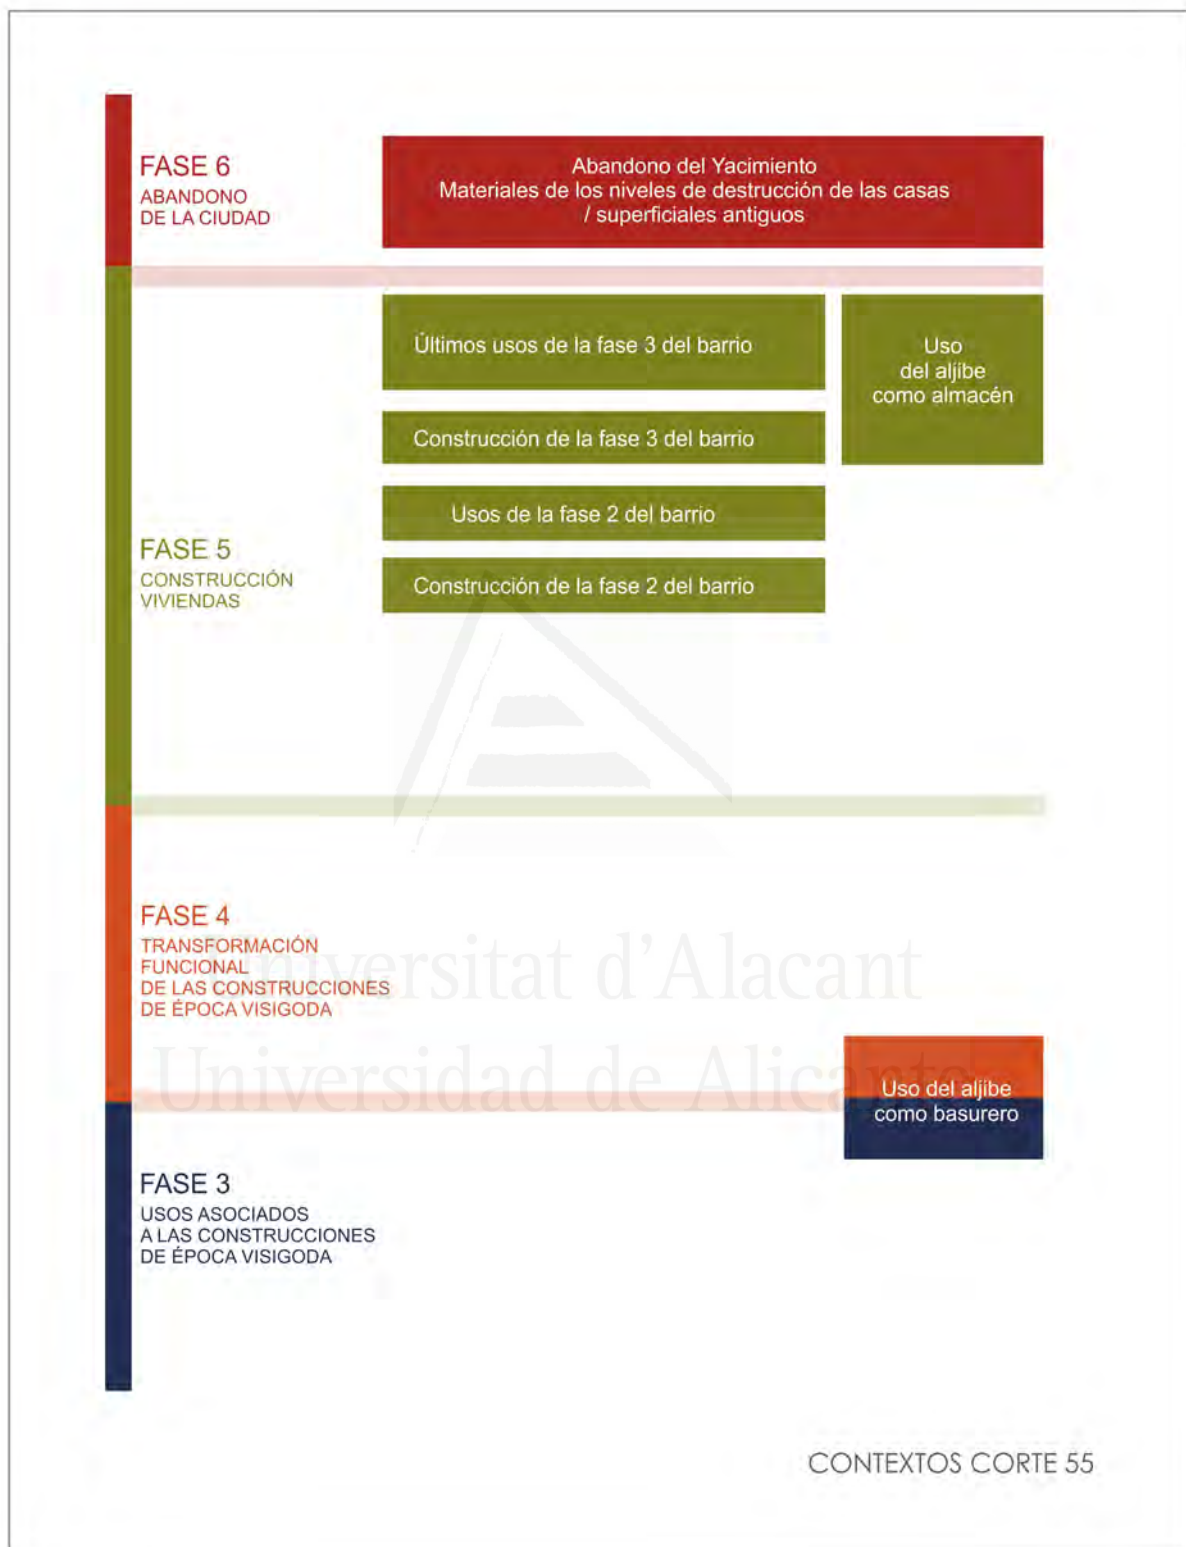 FASE 6
ABANDONO
DE LA CIUDAD
Abandono del Yacimiento
Materiales de los niveles de destrucción de las casas
/ superficiales antiguos
Últimos usos de la fase 3 del barrio
Uso
del aljibe
como almacén
Construcción de la fase 3 del barrio
Usos de la fase 2 del barrio
FASE 5
CONSTRUCCIÓN
VIVIENDAS
Construcción de la fase 2 del barrio
FASE 4
TRANSFORMACIÓN
FUNCIONAL
DE LAS CONSTRUCCIONES
DE ÉPOCA VISIGODA
Universitat d'Alacant
Universidad de Alicante
Uso del aljibe
como basurero
FASE 3
USOS ASOCIADOS
A LAS CONSTRUCCIONES
DE ÉPOCA VISIGODA
CONTEXTOS CORTE 55